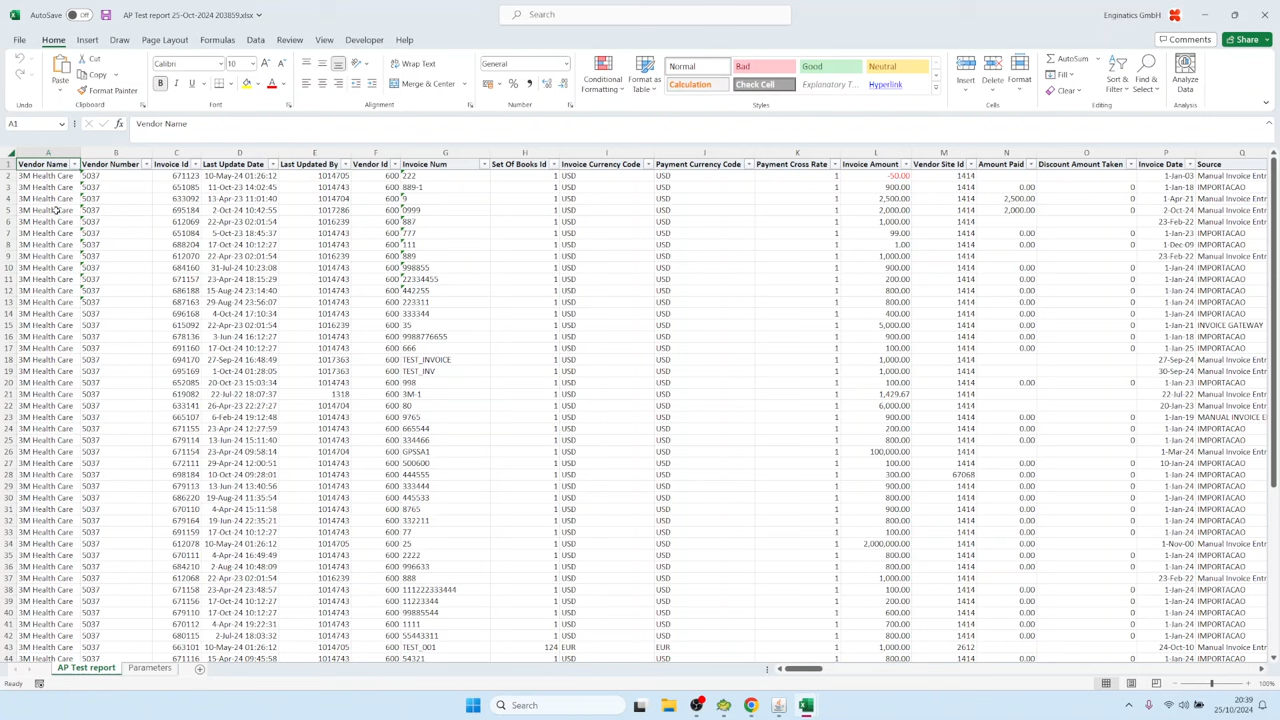 AutoSave Off AP Test report 25-Oct-2024 203859.xlsx Search Enginatics GmbH
File Home Insert Draw Page Layout Formulas Data Review View Developer Help Comments Share
Paste Cut Copy Format Painter Calibri 10 Wrap Text Merge & Center General Conditional Formatting Format as Table Normal Bad Good Neutral Calculation Check Cell Explanatory T... Hyperlink Insert Delete Format AutoSum Fill Clear Sort & Filter Find & Select Analyze Data
Undo Clipboard Font Alignment Number Styles Cells Editing Analysis
A1 Vendor Name
A B C D E F G H I J K L M N O P Q
1 Vendor Name Vendor Number Invoice Id Last Update Date Last Updated By Vendor Id Invoice Num Set Of Books Id Invoice Currency Code Payment Currency Code Payment Cross Rate Invoice Amount Vendor Site Id Amount Paid Discount Amount Taken Invoice Date Source
2 3M Health Care 5037 671123 10-May-24 01:26:12 1014705 600 222 1 USD USD 1 -50.00 1414 1-Jan-03 Manual Invoice Entr
3 3M Health Care 5037 651085 11-Oct-23 14:02:45 1014743 600 889-1 1 USD USD 1 900.00 1414 0.00 0 1-Jan-18 IMPORTACAO
4 3M Health Care 5037 633092 13-Apr-23 11:01:40 1014704 600 9 1 USD USD 1 2,500.00 1414 2,500.00 0 1-Apr-21 Manual Invoice Entr
5 3M Health Care 5037 695184 2-Oct-24 10:42:55 1017286 600 0999 1 USD USD 1 2,000.00 1414 2,000.00 0 2-Oct-24 Manual Invoice Entr
6 3M Health Care 5037 612069 22-Apr-23 02:01:54 1016239 600 887 1 USD USD 1 1,000.00 1414 23-Feb-22 Manual Invoice Entr
7 3M Health Care 5037 651084 5-Oct-23 18:45:37 1014743 600 777 1 USD USD 1 99.00 1414 0.00 0 1-Jan-23 IMPORTACAO
8 3M Health Care 5037 688204 17-Oct-24 10:12:27 1014743 600 111 1 USD USD 1 1.00 1414 0.00 0 1-Dec-09 IMPORTACAO
9 3M Health Care 5037 612070 22-Apr-23 02:01:54 1016239 600 889 1 USD USD 1 1,000.00 1414 0.00 0 23-Feb-22 Manual Invoice Entr
10 3M Health Care 5037 684160 31-Jul-24 10:23:08 1014743 600 998855 1 USD USD 1 900.00 1414 0.00 0 1-Jan-24 IMPORTACAO
11 3M Health Care 5037 671157 23-Apr-24 18:15:29 1014743 600 22334455 1 USD USD 1 200.00 1414 0.00 0 1-Jan-24 IMPORTACAO
12 3M Health Care 5037 686188 15-Aug-24 23:14:40 1014743 600 442255 1 USD USD 1 800.00 1414 0.00 0 1-Jan-24 IMPORTACAO
13 3M Health Care 5037 687163 29-Aug-24 23:56:07 1014743 600 223311 1 USD USD 1 800.00 1414 0.00 0 1-Jan-24 IMPORTACAO
14 3M Health Care 5037 696168 4-Oct-24 17:10:34 1014743 600 333344 1 USD USD 1 400.00 1414 0.00 0 1-Jan-24 IMPORTACAO
15 3M Health Care 5037 615092 22-Apr-23 02:01:54 1016239 600 35 1 USD USD 1 5,000.00 1414 0.00 0 1-Jan-21 INVOICE GATEWAY
16 3M Health Care 5037 678136 3-Jun-24 16:12:27 1014743 600 9988776655 1 USD USD 1 900.00 1414 0.00 0 1-Jan-18 IMPORTACAO
17 3M Health Care 5037 691160 17-Oct-24 10:12:27 1014743 600 666 1 USD USD 1 100.00 1414 0.00 0 1-Jan-25 IMPORTACAO
18 3M Health Care 5037 694170 27-Sep-24 16:48:49 1017363 600 TEST_INVOICE 1 USD USD 1 1,000.00 1414 27-Sep-24 Manual Invoice Entr
19 3M Health Care 5037 695169 1-Oct-24 01:28:05 1017363 600 TEST_INV 1 USD USD 1 1,000.00 1414 30-Sep-24 Manual Invoice Entr
20 3M Health Care 5037 652085 20-Oct-23 15:03:34 1014743 600 998 1 USD USD 1 100.00 1414 0.00 0 1-Jan-23 IMPORTACAO
21 3M Health Care 5037 619082 22-Jul-22 18:07:37 1318 600 3M-1 1 USD USD 1 1,429.67 1414 22-Jul-22 Manual Invoice Entr
22 3M Health Care 5037 633141 26-Apr-23 22:27:27 1014704 600 80 1 USD USD 1 6,000.00 1414 20-Jan-23 Manual Invoice Entr
23 3M Health Care 5037 665107 6-Feb-24 19:12:48 1014743 600 9765 1 USD USD 1 900.00 1414 0.00 0 1-Jan-19 MANUAL INVOICE E
24 3M Health Care 5037 671155 23-Apr-24 12:27:59 1014743 600 665544 1 USD USD 1 200.00 1414 0.00 0 1-Jan-24 IMPORTACAO
25 3M Health Care 5037 679114 13-Jun-24 15:11:40 1014743 600 334466 1 USD USD 1 800.00 1414 0.00 0 1-Jan-24 IMPORTACAO
26 3M Health Care 5037 671154 23-Apr-24 09:58:14 1014704 600 GPSSA1 1 USD USD 1 100,000.00 1414 1-Mar-24 Manual Invoice Entr
27 3M Health Care 5037 672111 29-Apr-24 12:00:51 1014743 600 500600 1 USD USD 1 100.00 1414 0.00 0 10-Jan-24 IMPORTACAO
28 3M Health Care 5037 698184 10-Oct-24 09:28:01 1014743 600 444555 1 USD USD 1 300.00 67068 0.00 0 1-Jan-24 IMPORTACAO
29 3M Health Care 5037 679112 13-Jun-24 13:40:56 1014743 600 333444 1 USD USD 1 900.00 1414 0.00 0 1-Jan-24 IMPORTACAO
30 3M Health Care 5037 686220 19-Aug-24 11:35:54 1014743 600 445533 1 USD USD 1 800.00 1414 0.00 0 1-Jan-24 IMPORTACAO
31 3M Health Care 5037 670110 4-Apr-24 15:11:58 1014743 600 8765 1 USD USD 1 900.00 1414 0.00 0 1-Jan-24 IMPORTACAO
32 3M Health Care 5037 679164 17-Jun-24 22:35:21 1014743 600 332211 1 USD USD 1 800.00 1414 0.00 0 1-Jan-24 IMPORTACAO
33 3M Health Care 5037 691159 17-Oct-24 10:12:27 1014743 600 77 1 USD USD 1 100.00 1414 0.00 0 1-Jan-24 IMPORTACAO
34 3M Health Care 5037 612078 10-May-24 01:26:12 1014705 600 25 1 USD USD 1 2,000,000.00 1414 0.00 0 1-Nov-00 Manual Invoice Entr
35 3M Health Care 5037 670111 4-Apr-24 16:49:49 1014743 600 2222 1 USD USD 1 800.00 1414 0.00 0 1-Jan-24 IMPORTACAO
36 3M Health Care 5037 684210 2-Aug-24 10:48:09 1014743 600 996633 1 USD USD 1 800.00 1414 0.00 0 1-Jan-24 IMPORTACAO
37 3M Health Care 5037 612068 22-Apr-23 02:01:54 1016239 600 888 1 USD USD 1 1,000.00 1414 23-Feb-22 Manual Invoice Entr
38 3M Health Care 5037 671158 23-Apr-24 23:48:57 1014743 600 111222333444 1 USD USD 1 200.00 1414 0.00 0 1-Jan-24 IMPORTACAO
39 3M Health Care 5037 671156 17-Oct-24 10:12:27 1014743 600 11223344 1 USD USD 1 200.00 1414 0.00 0 1-Jan-24 IMPORTACAO
40 3M Health Care 5037 679110 17-Oct-24 10:12:27 1014743 600 99885544 1 USD USD 1 600.00 1414 0.00 0 1-Jan-24 IMPORTACAO
41 3M Health Care 5037 670112 4-Apr-24 19:22:31 1014743 600 1111 1 USD USD 1 700.00 1414 0.00 0 1-Jan-24 IMPORTACAO
42 3M Health Care 5037 680115 2-Jul-24 18:03:32 1014743 600 55443311 1 USD USD 1 800.00 1414 0.00 0 1-Jan-24 IMPORTACAO
43 3M Health Care 5037 663101 10-May-24 01:26:12 1014705 600 TEST_001 124 EUR EUR 1 100.00 2612 24-Oct-10 Manual Invoice Entr
44 3M Health Care 5037 671116 15-Apr-24 09:45:58 1014743 600 54321 1 USD USD 1 800.00 1414 0.00 0 1-Jan-24 IMPORTACAO
AP Test report Parameters
Ready 100%
Search 20:39
25/10/2024